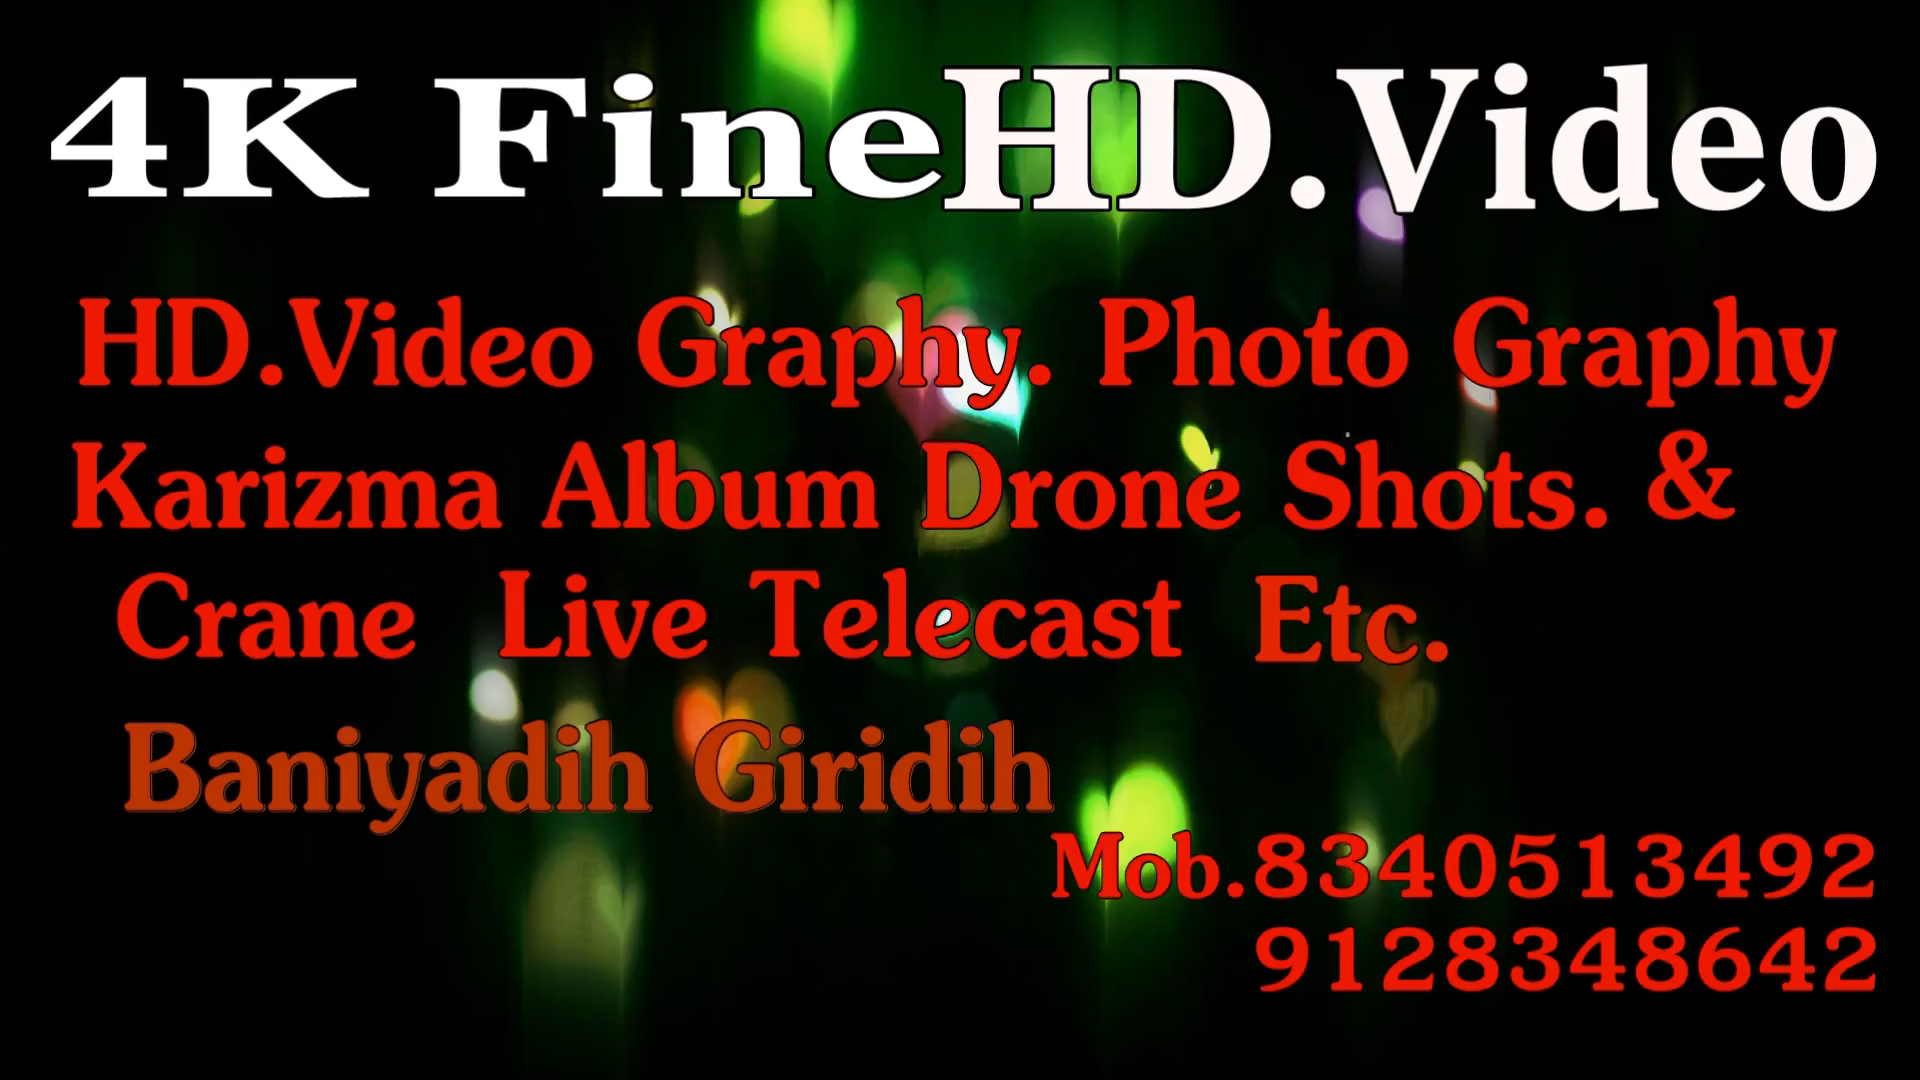 4K FineHD.Video
HD.Video Graphy. Photo Graphy
Karizma Album Drone Shots. &
Crane Live Telecast Etc.
Baniyadih Giridih
Mob.8340513492
9128348642